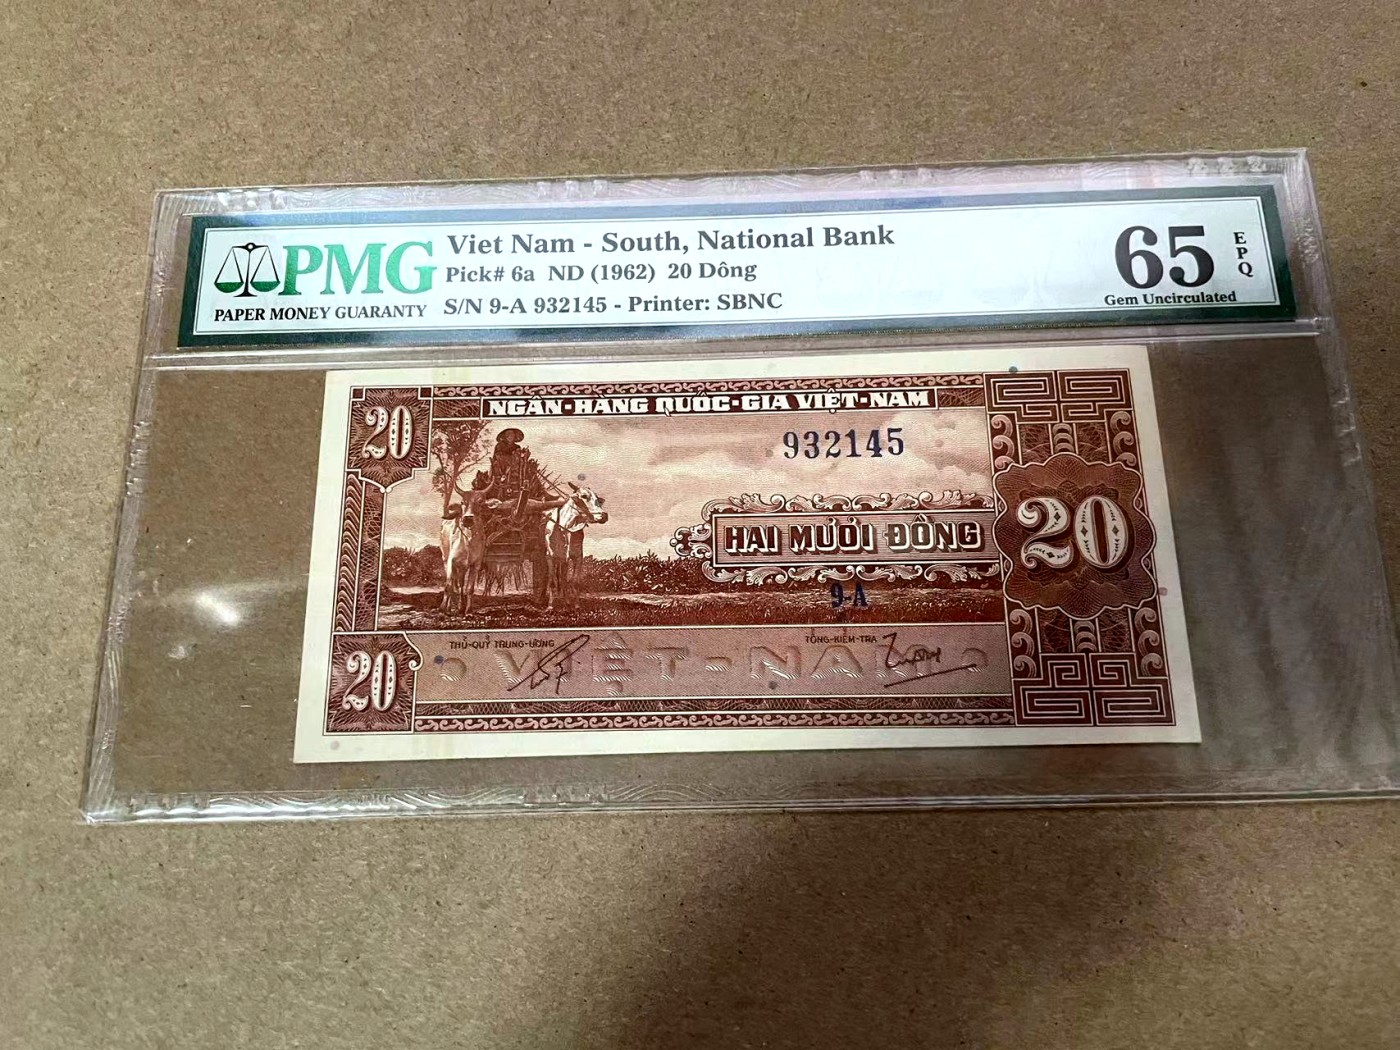 PMG
PAPER MONEY GUARANTY
Viet Nam - South, National Bank
Pick# 6a ND (1962) 20 Dông
S/N 9-A 932145 - Printer: SBNC
65
EPQ
Gem Uncirculated
20
NGÂN-HÀNG QUỐC-GIA VIỆT-NAM
932145
HAI MƯƠI ĐỒNG
20
9-A
THỦ-QUỸ TRUNG-ƯƠNG
TỔNG-KIỂM-TRA
VIỆT-NAM
20